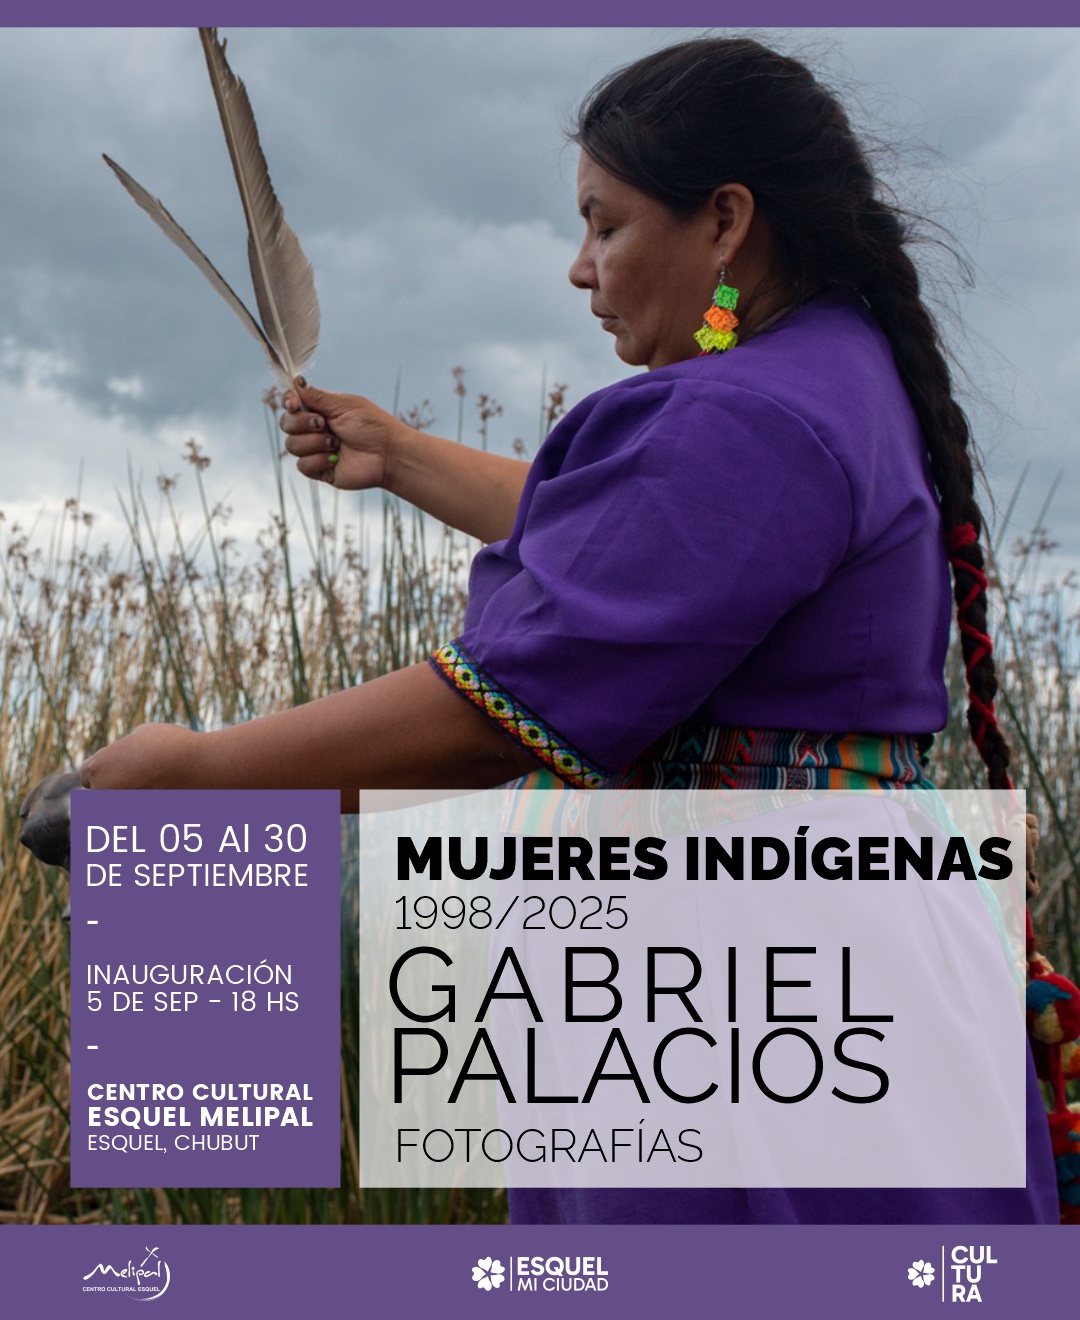 DEL 05 Al 30
DE SEPTIEMBRE
-
INAUGURACIÓN
5 DE SEP - 18 HS
-
CENTRO CULTURAL
ESQUEL MELIPAL
ESQUEL, CHUBUT
MUJERES INDÍGENAS
1998/2025
GABRIEL
PALACIOS
FOTOGRAFÍAS
Melipal
CENTRO CULTURAL ESQUEL
ESQUEL
MI CIUDAD
CUL
TU
RA